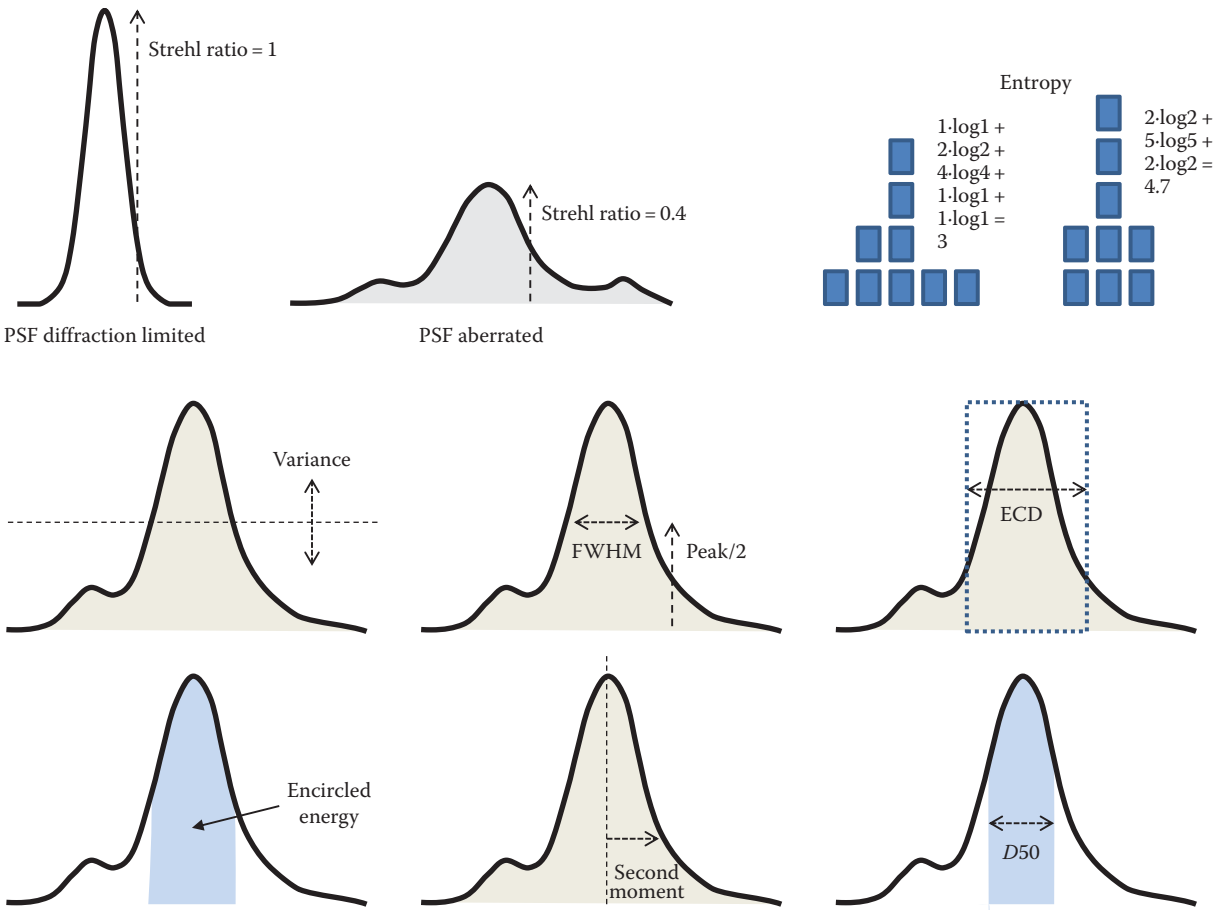 Strehl ratio = 1
Strehl ratio = 0.4
PSF diffraction limited
PSF aberrated
Entropy
1·log1 +
2·log2 +
4·log4 +
1·log1 +
1·log1 =
3
2·log2 +
5·log5 +
2·log2 =
4.7
Variance
FWHM
Peak/2
ECD
Encircled
energy
Second
moment
D50